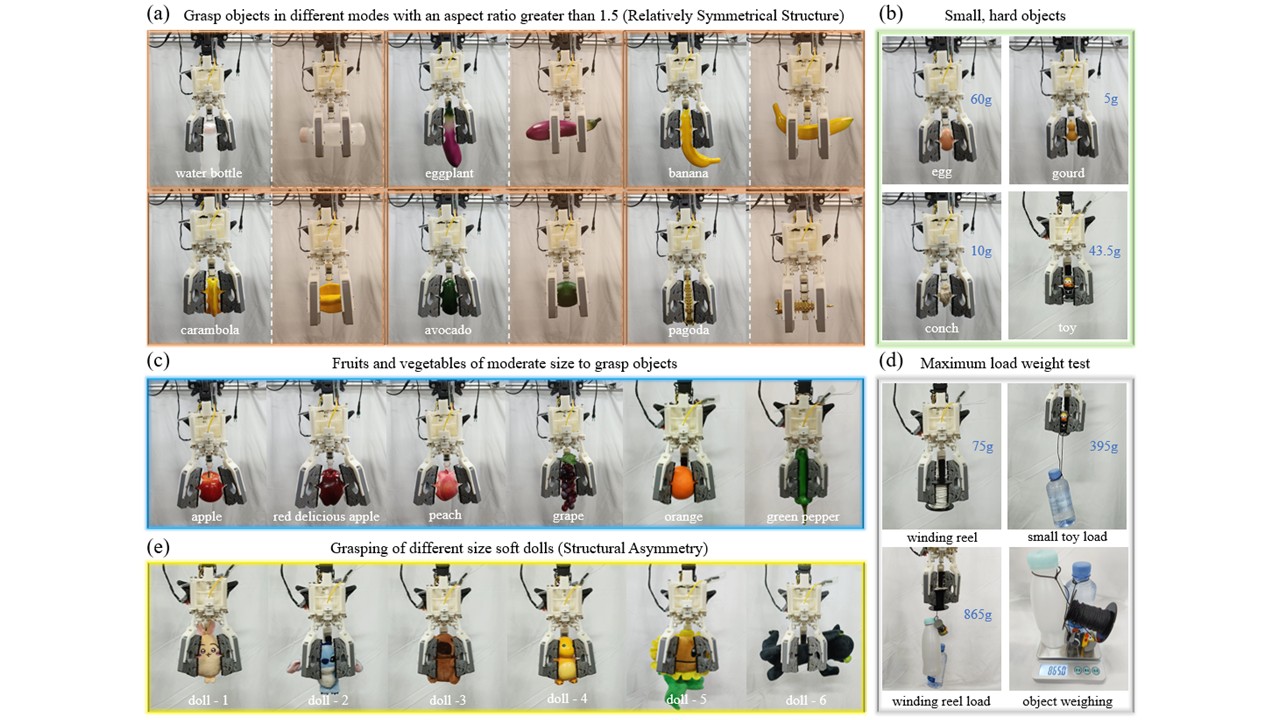 (a) Grasp objects in different modes with an aspect ratio greater than 1.5 (Relatively Symmetrical Structure)
water bottle
eggplant
banana
carambola
avocado
pagoda
(b) Small, hard objects
60g
5g
egg
gourd
10g
43.5g
conch
toy
(c) Fruits and vegetables of moderate size to grasp objects
apple
red delicious apple
peach
grape
orange
green pepper
(d) Maximum load weight test
75g
395g
winding reel
small toy load
865g
865.0
winding reel load
object weighing
(e) Grasping of different size soft dolls (Structural Asymmetry)
doll - 1
doll - 2
doll -3
doll - 4
doll - 5
doll - 6